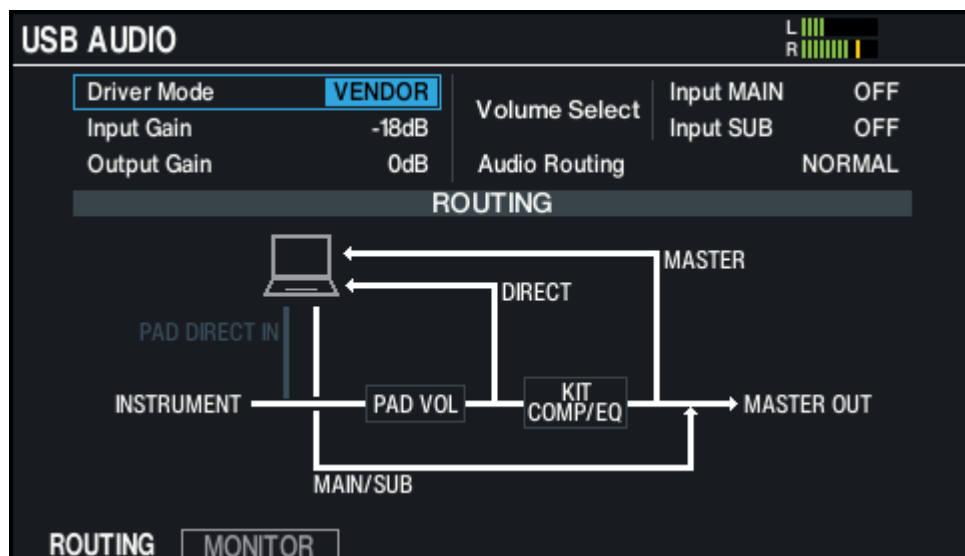 USB AUDIO
L
R
Driver Mode VENDOR
Input Gain -18dB
Output Gain 0dB
Volume Select
Input MAIN OFF
Input SUB OFF
Audio Routing NORMAL
ROUTING
MASTER
DIRECT
PAD DIRECT IN
INSTRUMENT
PAD VOL
KIT
COMP/EQ
MASTER OUT
MAIN/SUB
ROUTING MONITOR